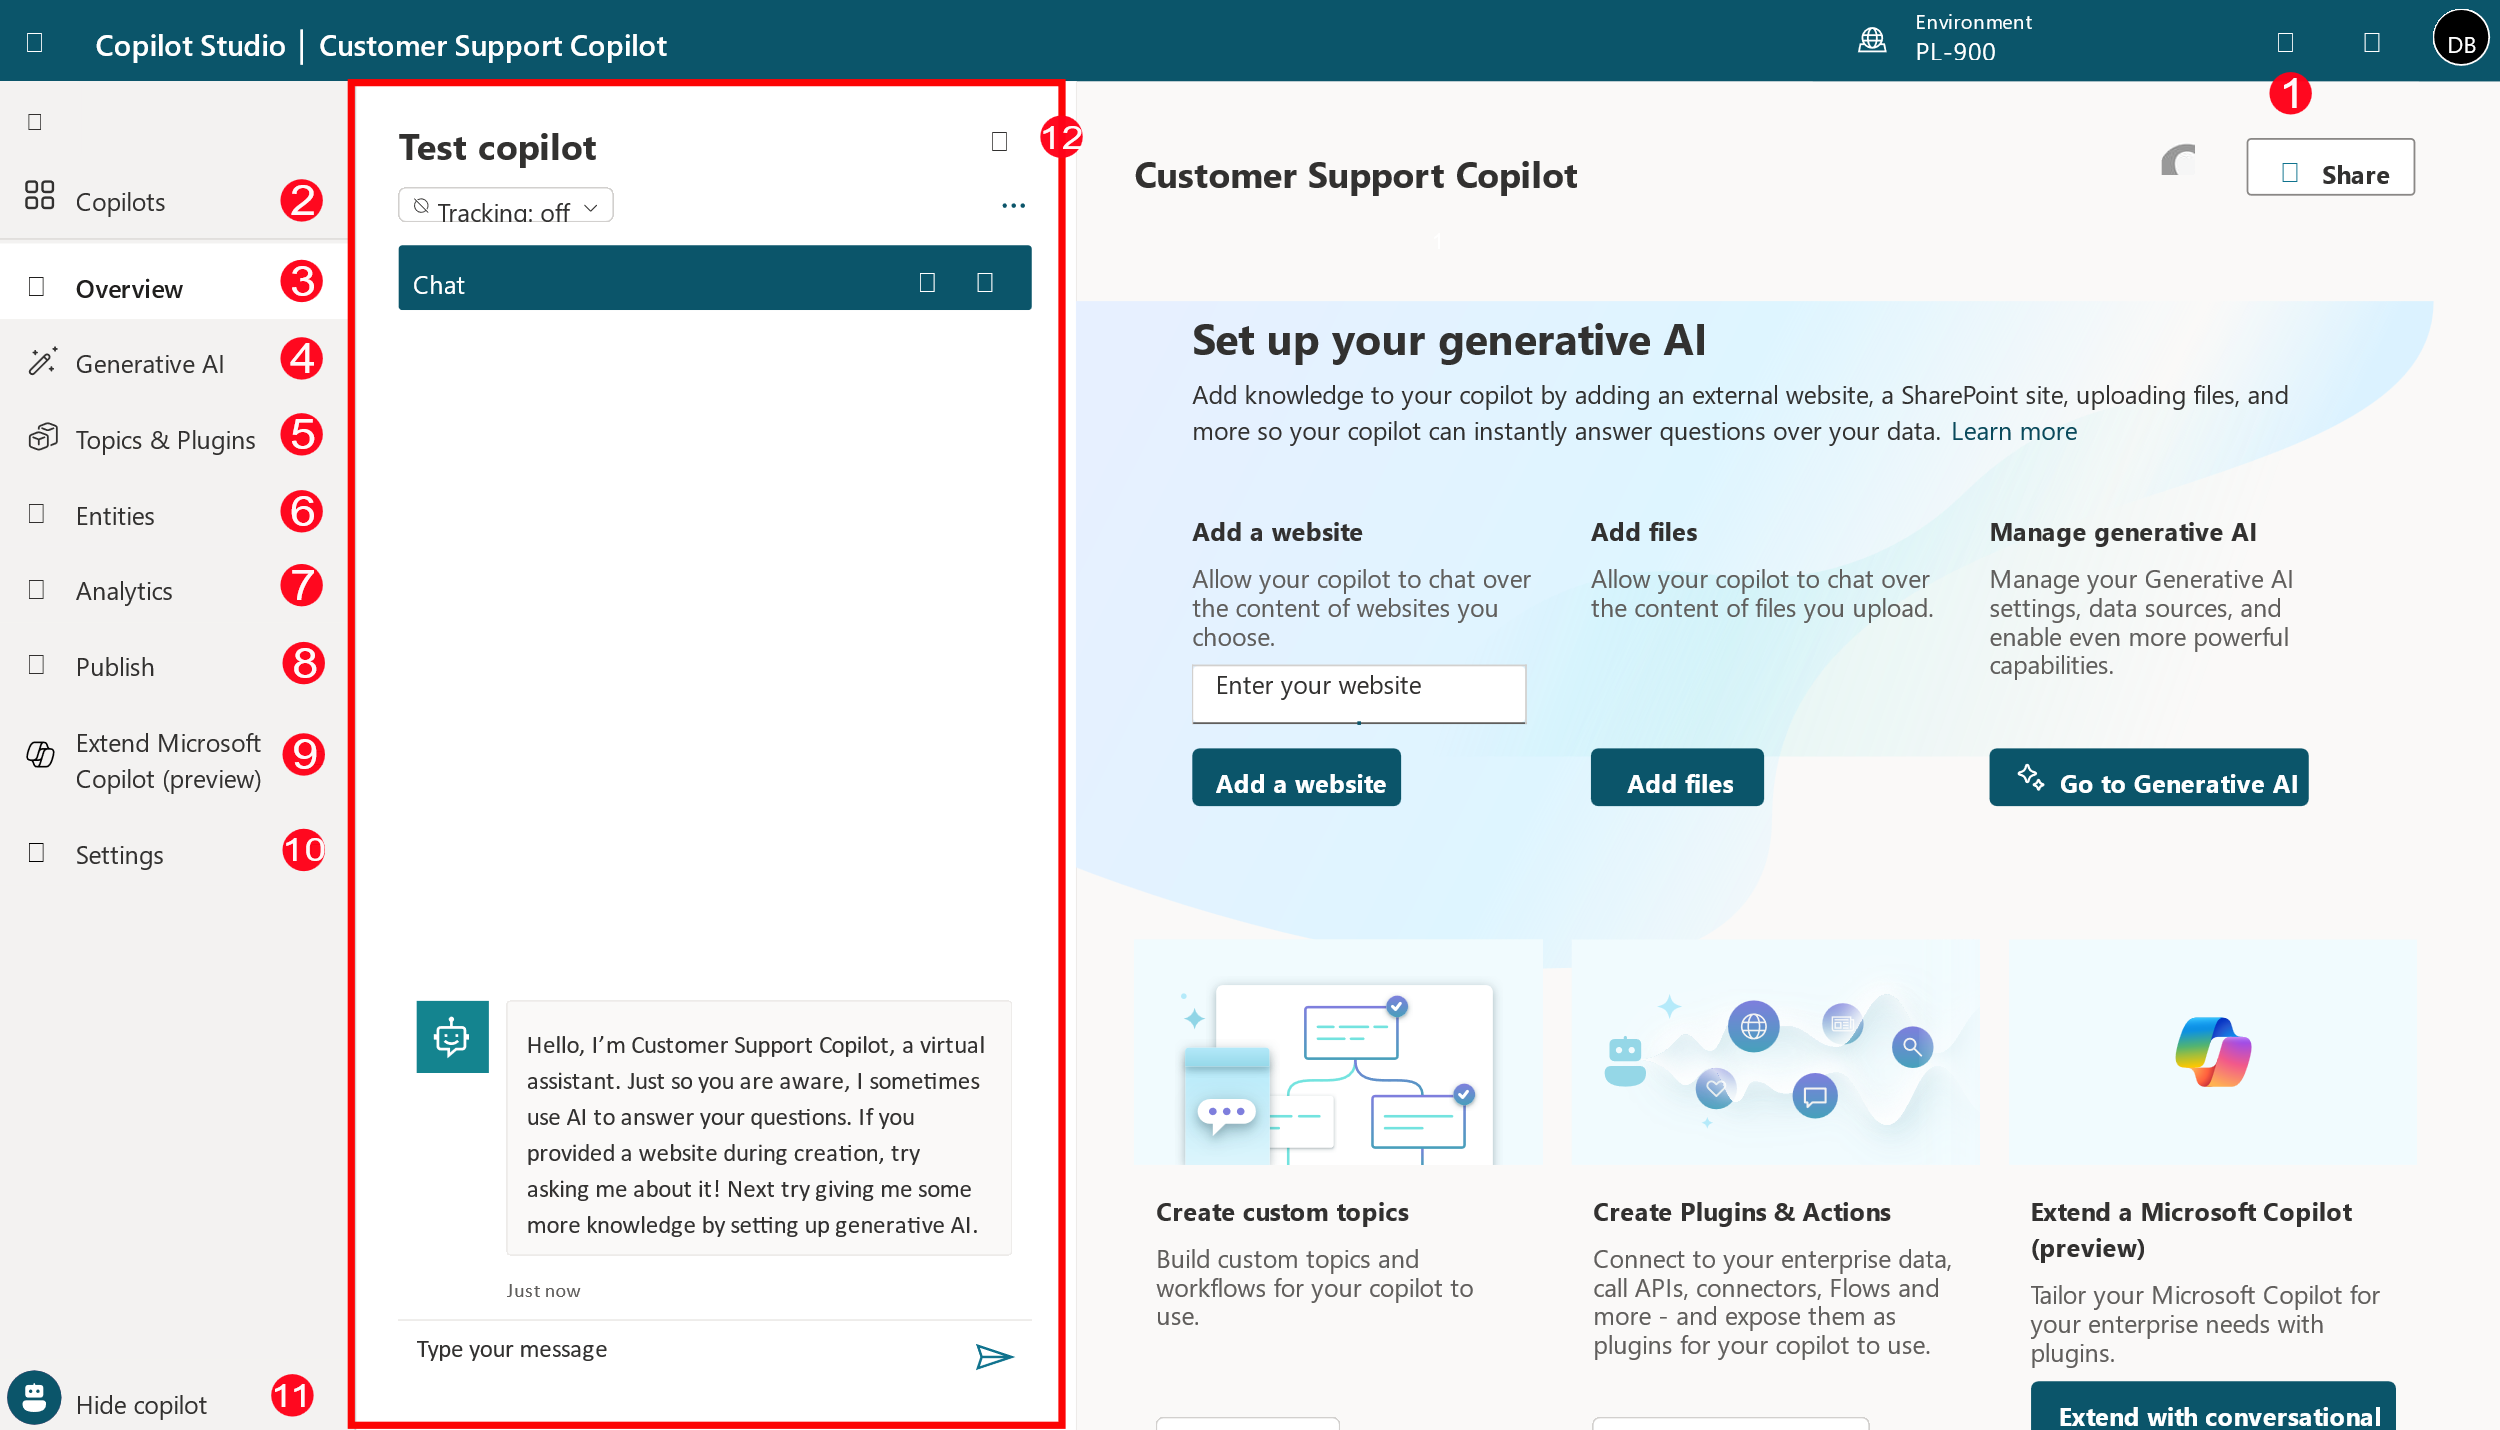 Copilot Studio | Customer Support Copilot
Environment
PL-900
DB
1
Copilots
2
Overview
3
Generative AI
4
Topics & Plugins
5
Entities
6
Analytics
7
Publish
8
Extend Microsoft
Copilot (preview)
9
Settings
10
Hide copilot
11
Test copilot
12
Tracking: off
Chat
Hello, I'm Customer Support Copilot, a virtual
assistant. Just so you are aware, I sometimes
use AI to answer your questions. If you
provided a website during creation, try
asking me about it! Next try giving me some
more knowledge by setting up generative AI.
Just now
Type your message
Customer Support Copilot
Share
1
Set up your generative AI
Add knowledge to your copilot by adding an external website, a SharePoint site, uploading files, and
more so your copilot can instantly answer questions over your data. Learn more
Add a website
Allow your copilot to chat over
the content of websites you
choose.
Enter your website
Add a website
Add files
Allow your copilot to chat over
the content of files you upload.
Add files
Manage generative AI
Manage your Generative AI
settings, data sources, and
enable even more powerful
capabilities.
Go to Generative AI
Create custom topics
Build custom topics and
workflows for your copilot to
use.
Create Plugins & Actions
Connect to your enterprise data,
call APIs, connectors, Flows and
more - and expose them as
plugins for your copilot to use.
Extend a Microsoft Copilot
(preview)
Tailor your Microsoft Copilot for
your enterprise needs with
plugins.
Extend with conversational